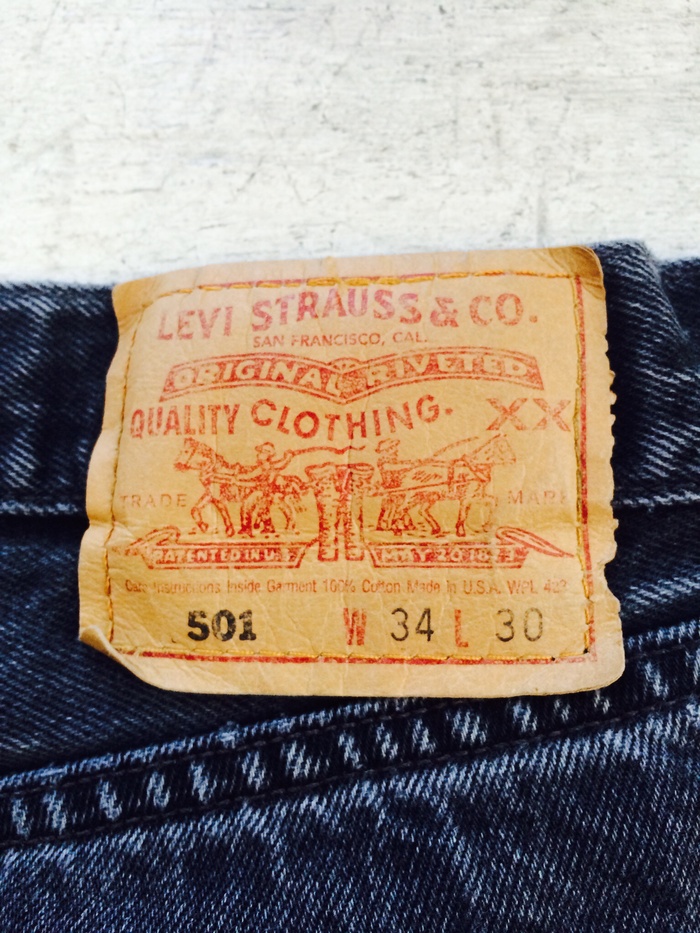 LEVI STRAUSS & CO.
SAN FRANCISCO, CAL.
ORIGINAL RIVETED
QUALITY CLOTHING. XX
TRADE MARK
PATENTED IN U.S. MAY 20 1873
Care Instructions Inside Garment 100% Cotton Made in U.S.A. WPL 423
501 W 34 L 30